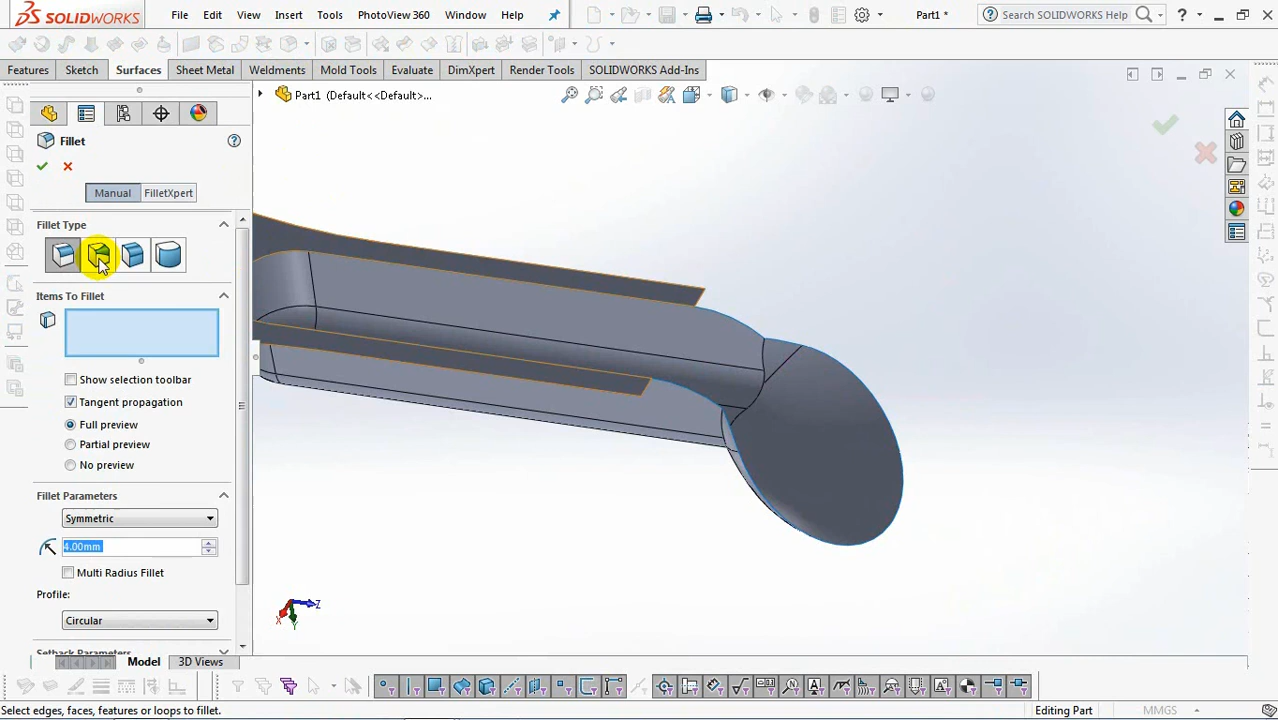 SOLIDWORKS File Edit View Insert Tools PhotoView 360 Window Help Part1 * Search SOLIDWORKS Help ?
Features Sketch Surfaces Sheet Metal Weldments Mold Tools Evaluate DimXpert Render Tools SOLIDWORKS Add-Ins
Part1 (Default<<Default>...
Fillet ?
Manual FilletXpert
Fillet Type
Items To Fillet
Show selection toolbar
Tangent propagation
Full preview
Partial preview
No preview
Fillet Parameters
Symmetric
4.00mm
Multi Radius Fillet
Profile:
Circular
Setback Parameters
Z
X
Y
Model 3D Views
Select edges, faces, features or loops to fillet. Editing Part MMGS